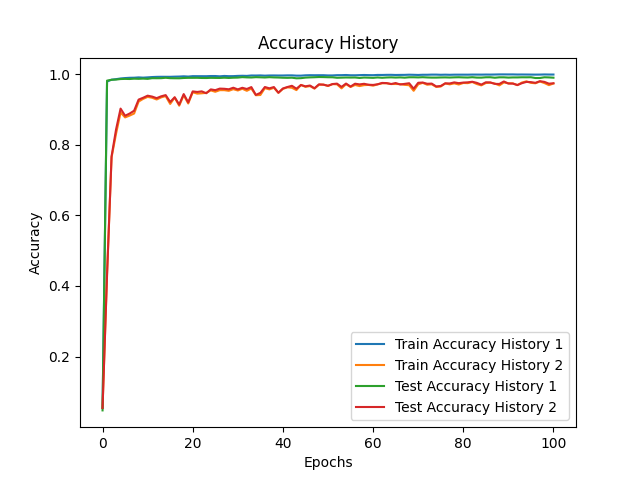 Accuracy History
1.0
0.8
0.6
0.4
0.2
Accuracy
0
20
40
60
80
100
Epochs
Train Accuracy History 1
Train Accuracy History 2
Test Accuracy History 1
Test Accuracy History 2